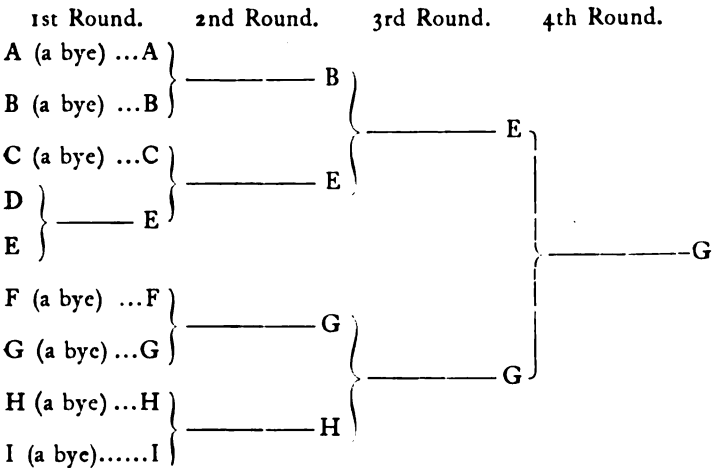 1st Round. 2nd Round. 3rd Round. 4th Round.
A (a bye) ...A
B
B (a bye) ...B
E
C (a bye) ...C
E
D
E
E
G
F (a bye) ...F
G
G (a bye) ...G
G
H (a bye) ...H
H
I (a bye)......I